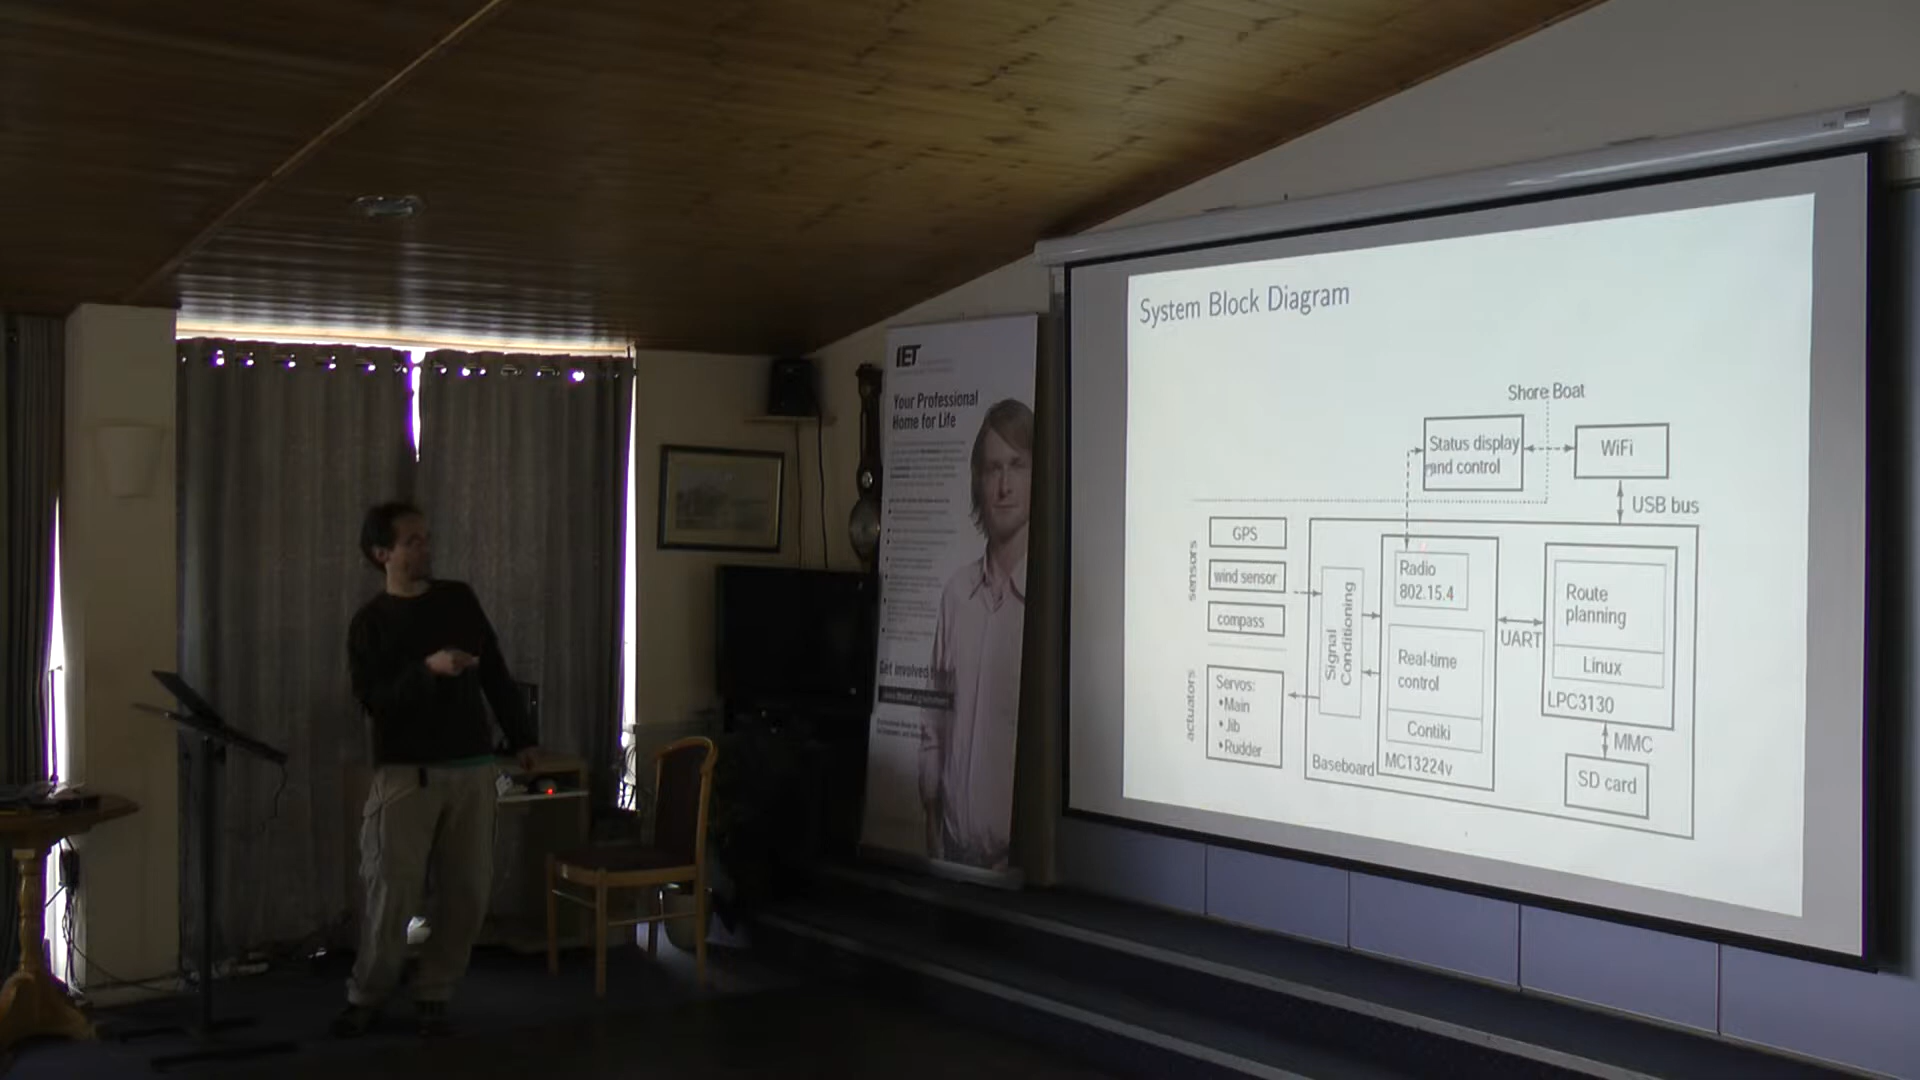 IET
Your Professional
Home for Life
Get involved
System Block Diagram
Shore Boat
Status display
and control
WiFi
USB bus
sensors
GPS
wind sensor
compass
actuators
Servos:
•Main
•Jib
•Rudder
Signal
Conditioning
Baseboard
Radio
802.15.4
Real-time
control
Contiki
MC13224v
UART
Route
planning
Linux
LPC3130
MMC
SD card